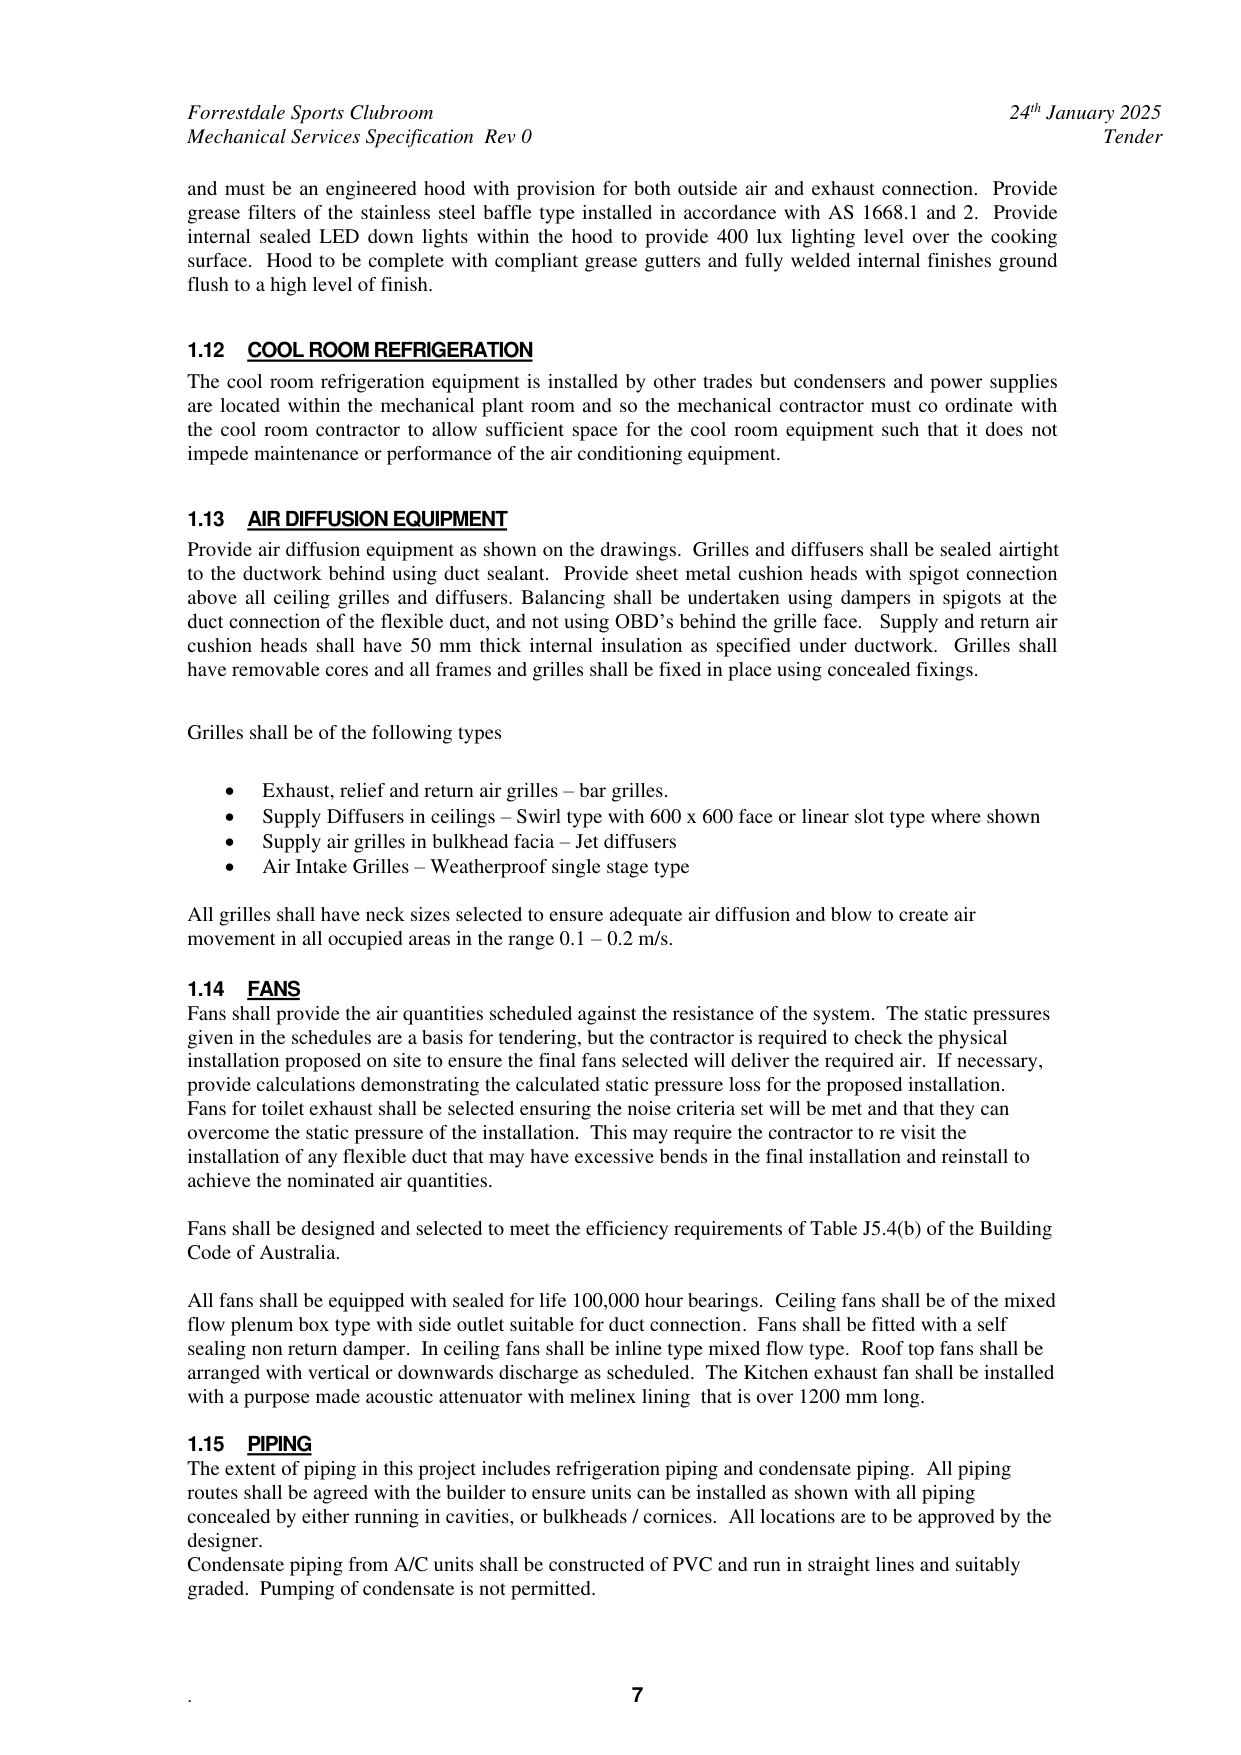 Forrestdale Sports Clubroom 24th January 2025
Mechanical Services Specification Rev 0 Tender
and must be an engineered hood with provision for both outside air and exhaust connection. Provide
grease filters of the stainless steel baffle type installed in accordance with AS 1668.1 and 2. Provide
internal sealed LED down lights within the hood to provide 400 lux lighting level over the cooking
surface. Hood to be complete with compliant grease gutters and fully welded internal finishes ground
flush to a high level of finish.
1.12 COOL ROOM REFRIGERATION
The cool room refrigeration equipment is installed by other trades but condensers and power supplies
are located within the mechanical plant room and so the mechanical contractor must co ordinate with
the cool room contractor to allow sufficient space for the cool room equipment such that it does not
impede maintenance or performance of the air conditioning equipment.
1.13 AIR DIFFUSION EQUIPMENT
Provide air diffusion equipment as shown on the drawings. Grilles and diffusers shall be sealed airtight
to the ductwork behind using duct sealant. Provide sheet metal cushion heads with spigot connection
above all ceiling grilles and diffusers. Balancing shall be undertaken using dampers in spigots at the
duct connection of the flexible duct, and not using OBD’s behind the grille face. Supply and return air
cushion heads shall have 50 mm thick internal insulation as specified under ductwork. Grilles shall
have removable cores and all frames and grilles shall be fixed in place using concealed fixings.
Grilles shall be of the following types
• Exhaust, relief and return air grilles – bar grilles.
• Supply Diffusers in ceilings – Swirl type with 600 x 600 face or linear slot type where shown
• Supply air grilles in bulkhead facia – Jet diffusers
• Air Intake Grilles – Weatherproof single stage type
All grilles shall have neck sizes selected to ensure adequate air diffusion and blow to create air
movement in all occupied areas in the range 0.1 – 0.2 m/s.
1.14 FANS
Fans shall provide the air quantities scheduled against the resistance of the system. The static pressures
given in the schedules are a basis for tendering, but the contractor is required to check the physical
installation proposed on site to ensure the final fans selected will deliver the required air. If necessary,
provide calculations demonstrating the calculated static pressure loss for the proposed installation.
Fans for toilet exhaust shall be selected ensuring the noise criteria set will be met and that they can
overcome the static pressure of the installation. This may require the contractor to re visit the
installation of any flexible duct that may have excessive bends in the final installation and reinstall to
achieve the nominated air quantities.
Fans shall be designed and selected to meet the efficiency requirements of Table J5.4(b) of the Building
Code of Australia.
All fans shall be equipped with sealed for life 100,000 hour bearings. Ceiling fans shall be of the mixed
flow plenum box type with side outlet suitable for duct connection. Fans shall be fitted with a self
sealing non return damper. In ceiling fans shall be inline type mixed flow type. Roof top fans shall be
arranged with vertical or downwards discharge as scheduled. The Kitchen exhaust fan shall be installed
with a purpose made acoustic attenuator with melinex lining that is over 1200 mm long.
1.15 PIPING
The extent of piping in this project includes refrigeration piping and condensate piping. All piping
routes shall be agreed with the builder to ensure units can be installed as shown with all piping
concealed by either running in cavities, or bulkheads / cornices. All locations are to be approved by the
designer.
Condensate piping from A/C units shall be constructed of PVC and run in straight lines and suitably
graded. Pumping of condensate is not permitted.
. 7